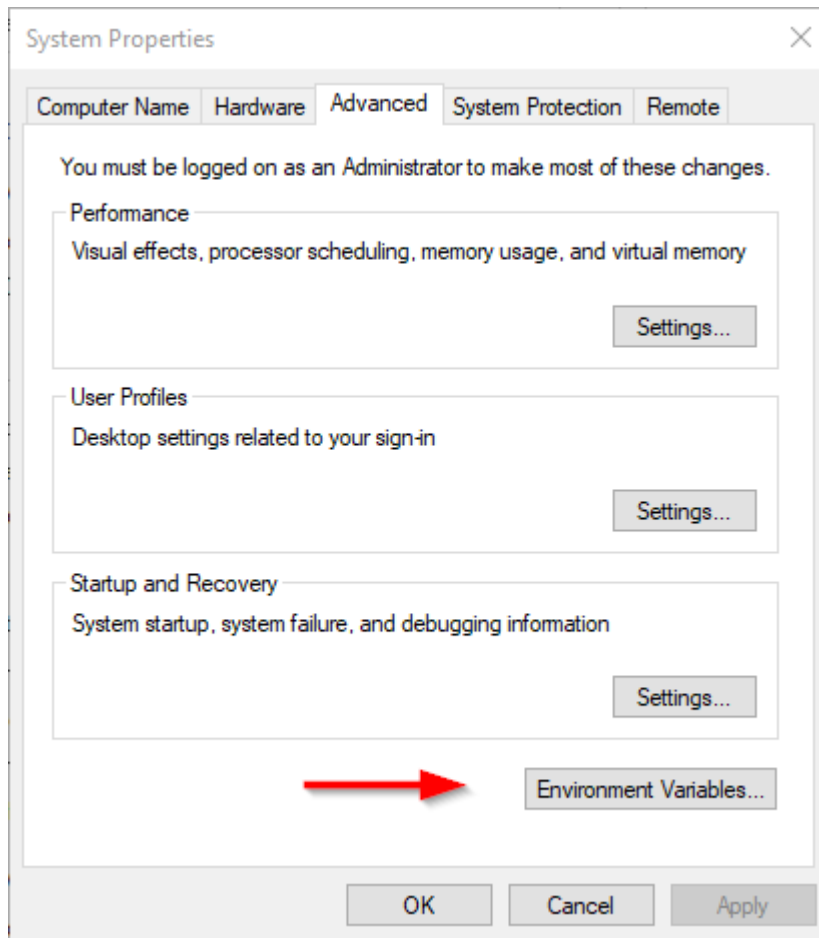 System Properties
Computer Name Hardware Advanced System Protection Remote
You must be logged on as an Administrator to make most of these changes.
Performance
Visual effects, processor scheduling, memory usage, and virtual memory
Settings...
User Profiles
Desktop settings related to your sign-in
Settings...
Startup and Recovery
System startup, system failure, and debugging information
Settings...
Environment Variables...
OK Cancel Apply